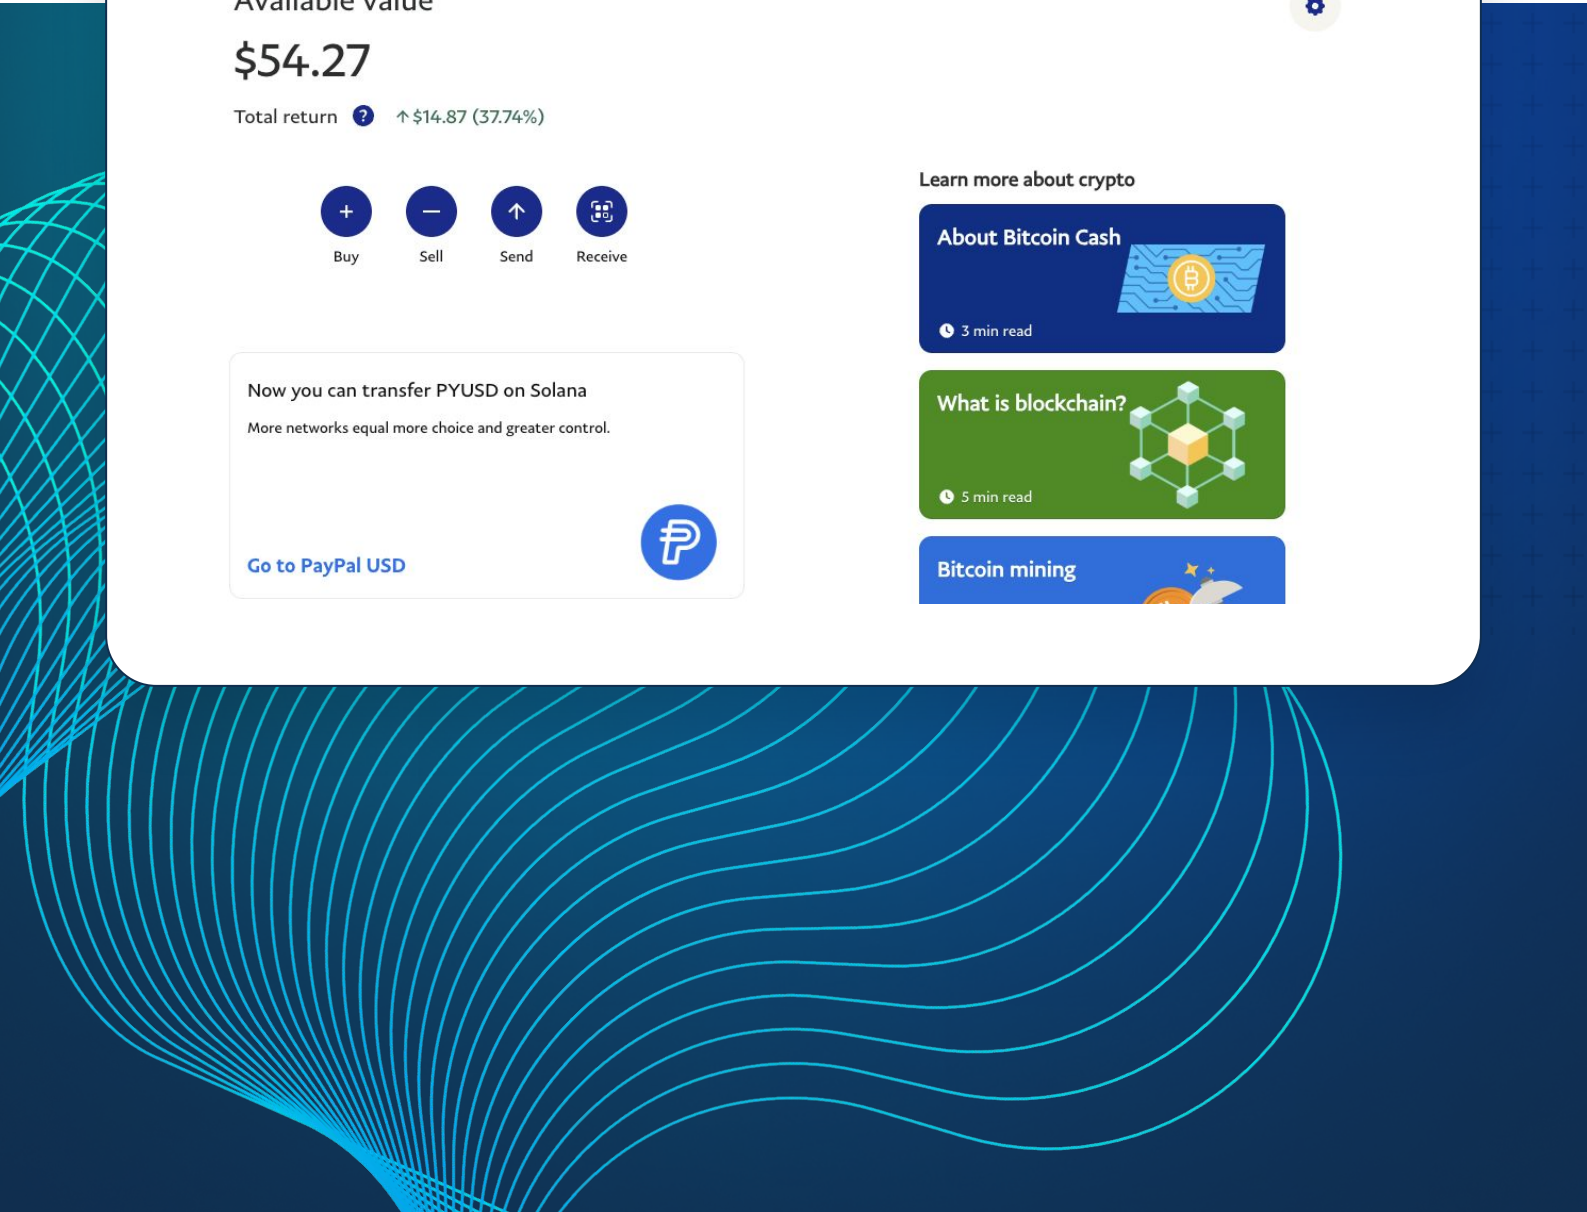 Available value
$54.27
Total return ? ↑ $14.87 (37.74%)
Buy
Sell
Send
Receive
Now you can transfer PYUSD on Solana
More networks equal more choice and greater control.
Go to PayPal USD
Learn more about crypto
About Bitcoin Cash
3 min read
What is blockchain?
5 min read
Bitcoin mining